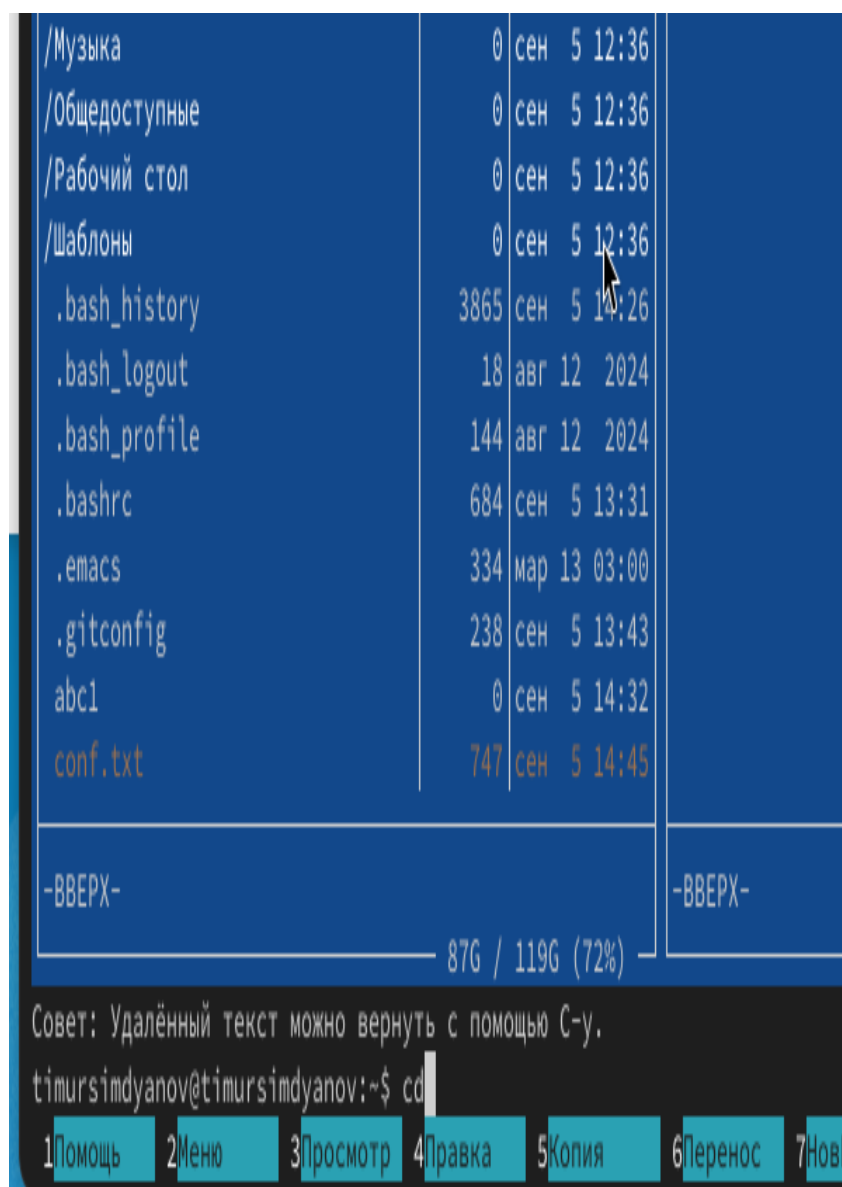 /Музыка 0 сен 5 12:36
/Общедоступные 0 сен 5 12:36
/Рабочий стол 0 сен 5 12:36
/Шаблоны 0 сен 5 12:36
.bash_history 3865 сен 5 14:26
.bash_logout 18 авг 12 2024
.bash_profile 144 авг 12 2024
.bashrc 684 сен 5 13:31
.emacs 334 мар 13 03:00
.gitconfig 238 сен 5 13:43
abc1 0 сен 5 14:32
conf.txt 747 сен 5 14:45
-ВВЕРХ- -ВВЕРХ-
87G / 119G (72%)
Совет: Удалённый текст можно вернуть с помощью C-y.
timursimdyanov@timursimdyanov:~$ cd
1Помощь 2Меню 3Просмотр 4Правка 5Копия 6Перенос 7Нов